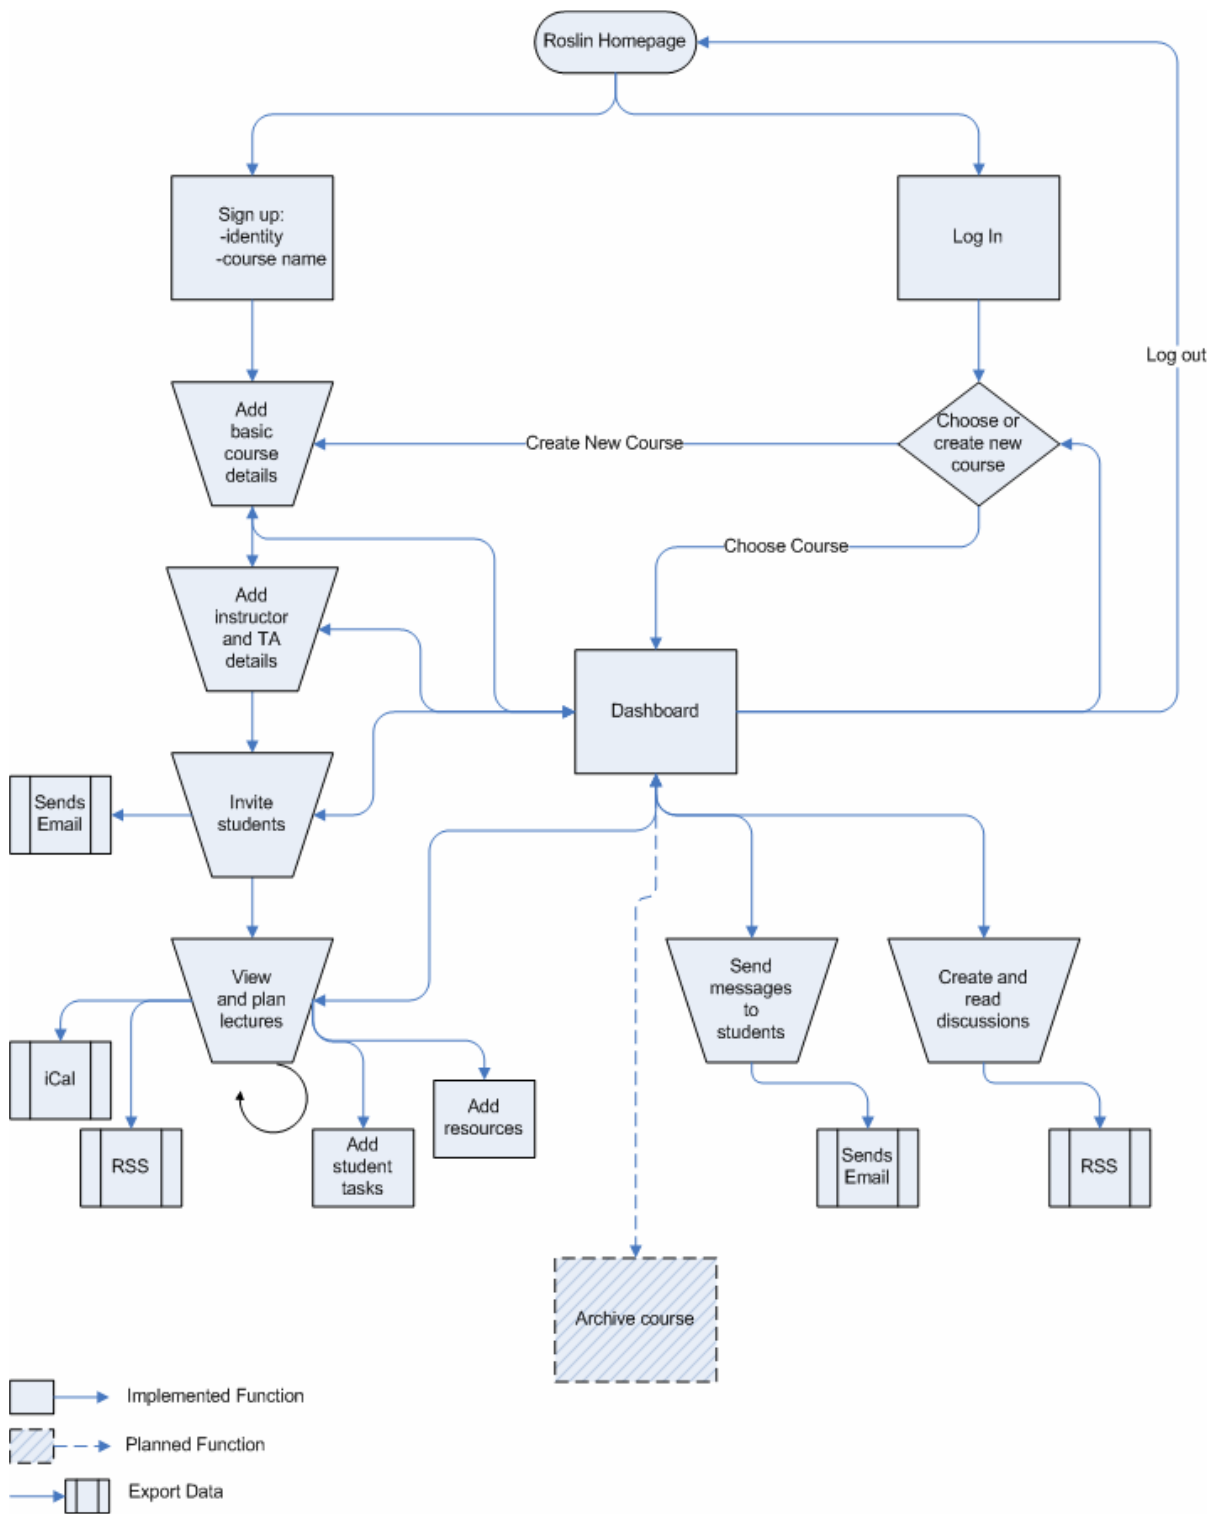 Roslin Homepage
Sign up:
-identity
-course name
Log In
Log out
Add
basic
course
details
Create New Course
Choose or
create new
course
Choose Course
Add
instructor
and TA
details
Dashboard
Sends
Email
Invite
students
View
and plan
lectures
Send
messages
to
students
Create and
read
discussions
iCal
RSS
Add
student
tasks
Add
resources
Sends
Email
RSS
Archive course
Implemented Function
Planned Function
Export Data